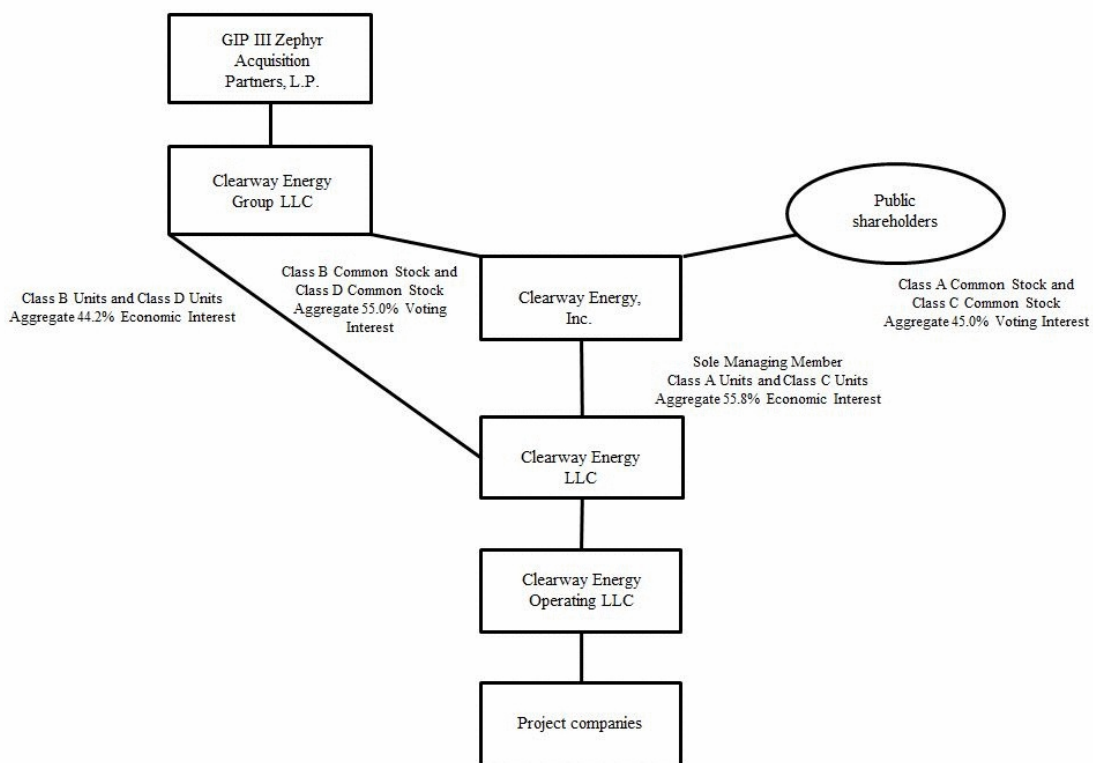 GIP III Zephyr
Acquisition
Partners, L.P.
Clearway Energy
Group LLC
Public
shareholders
Class B Units and Class D Units
Aggregate 44.2% Economic Interest
Class B Common Stock and
Class D Common Stock
Aggregate 55.0% Voting
Interest
Clearway Energy,
Inc.
Class A Common Stock and
Class C Common Stock
Aggregate 45.0% Voting Interest
Sole Managing Member
Class A Units and Class C Units
Aggregate 55.8% Economic Interest
Clearway Energy
LLC
Clearway Energy
Operating LLC
Project companies